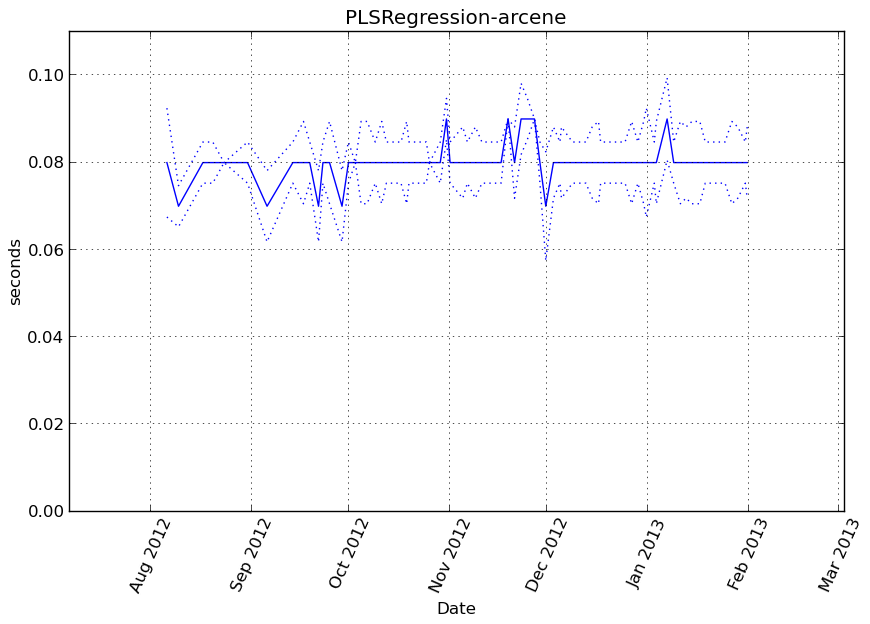 PLSRegression-arcene
0.10
0.08
0.06
0.04
0.02
0.00
seconds
Aug 2012
Sep 2012
Oct 2012
Nov 2012
Dec 2012
Jan 2013
Feb 2013
Mar 2013
Date